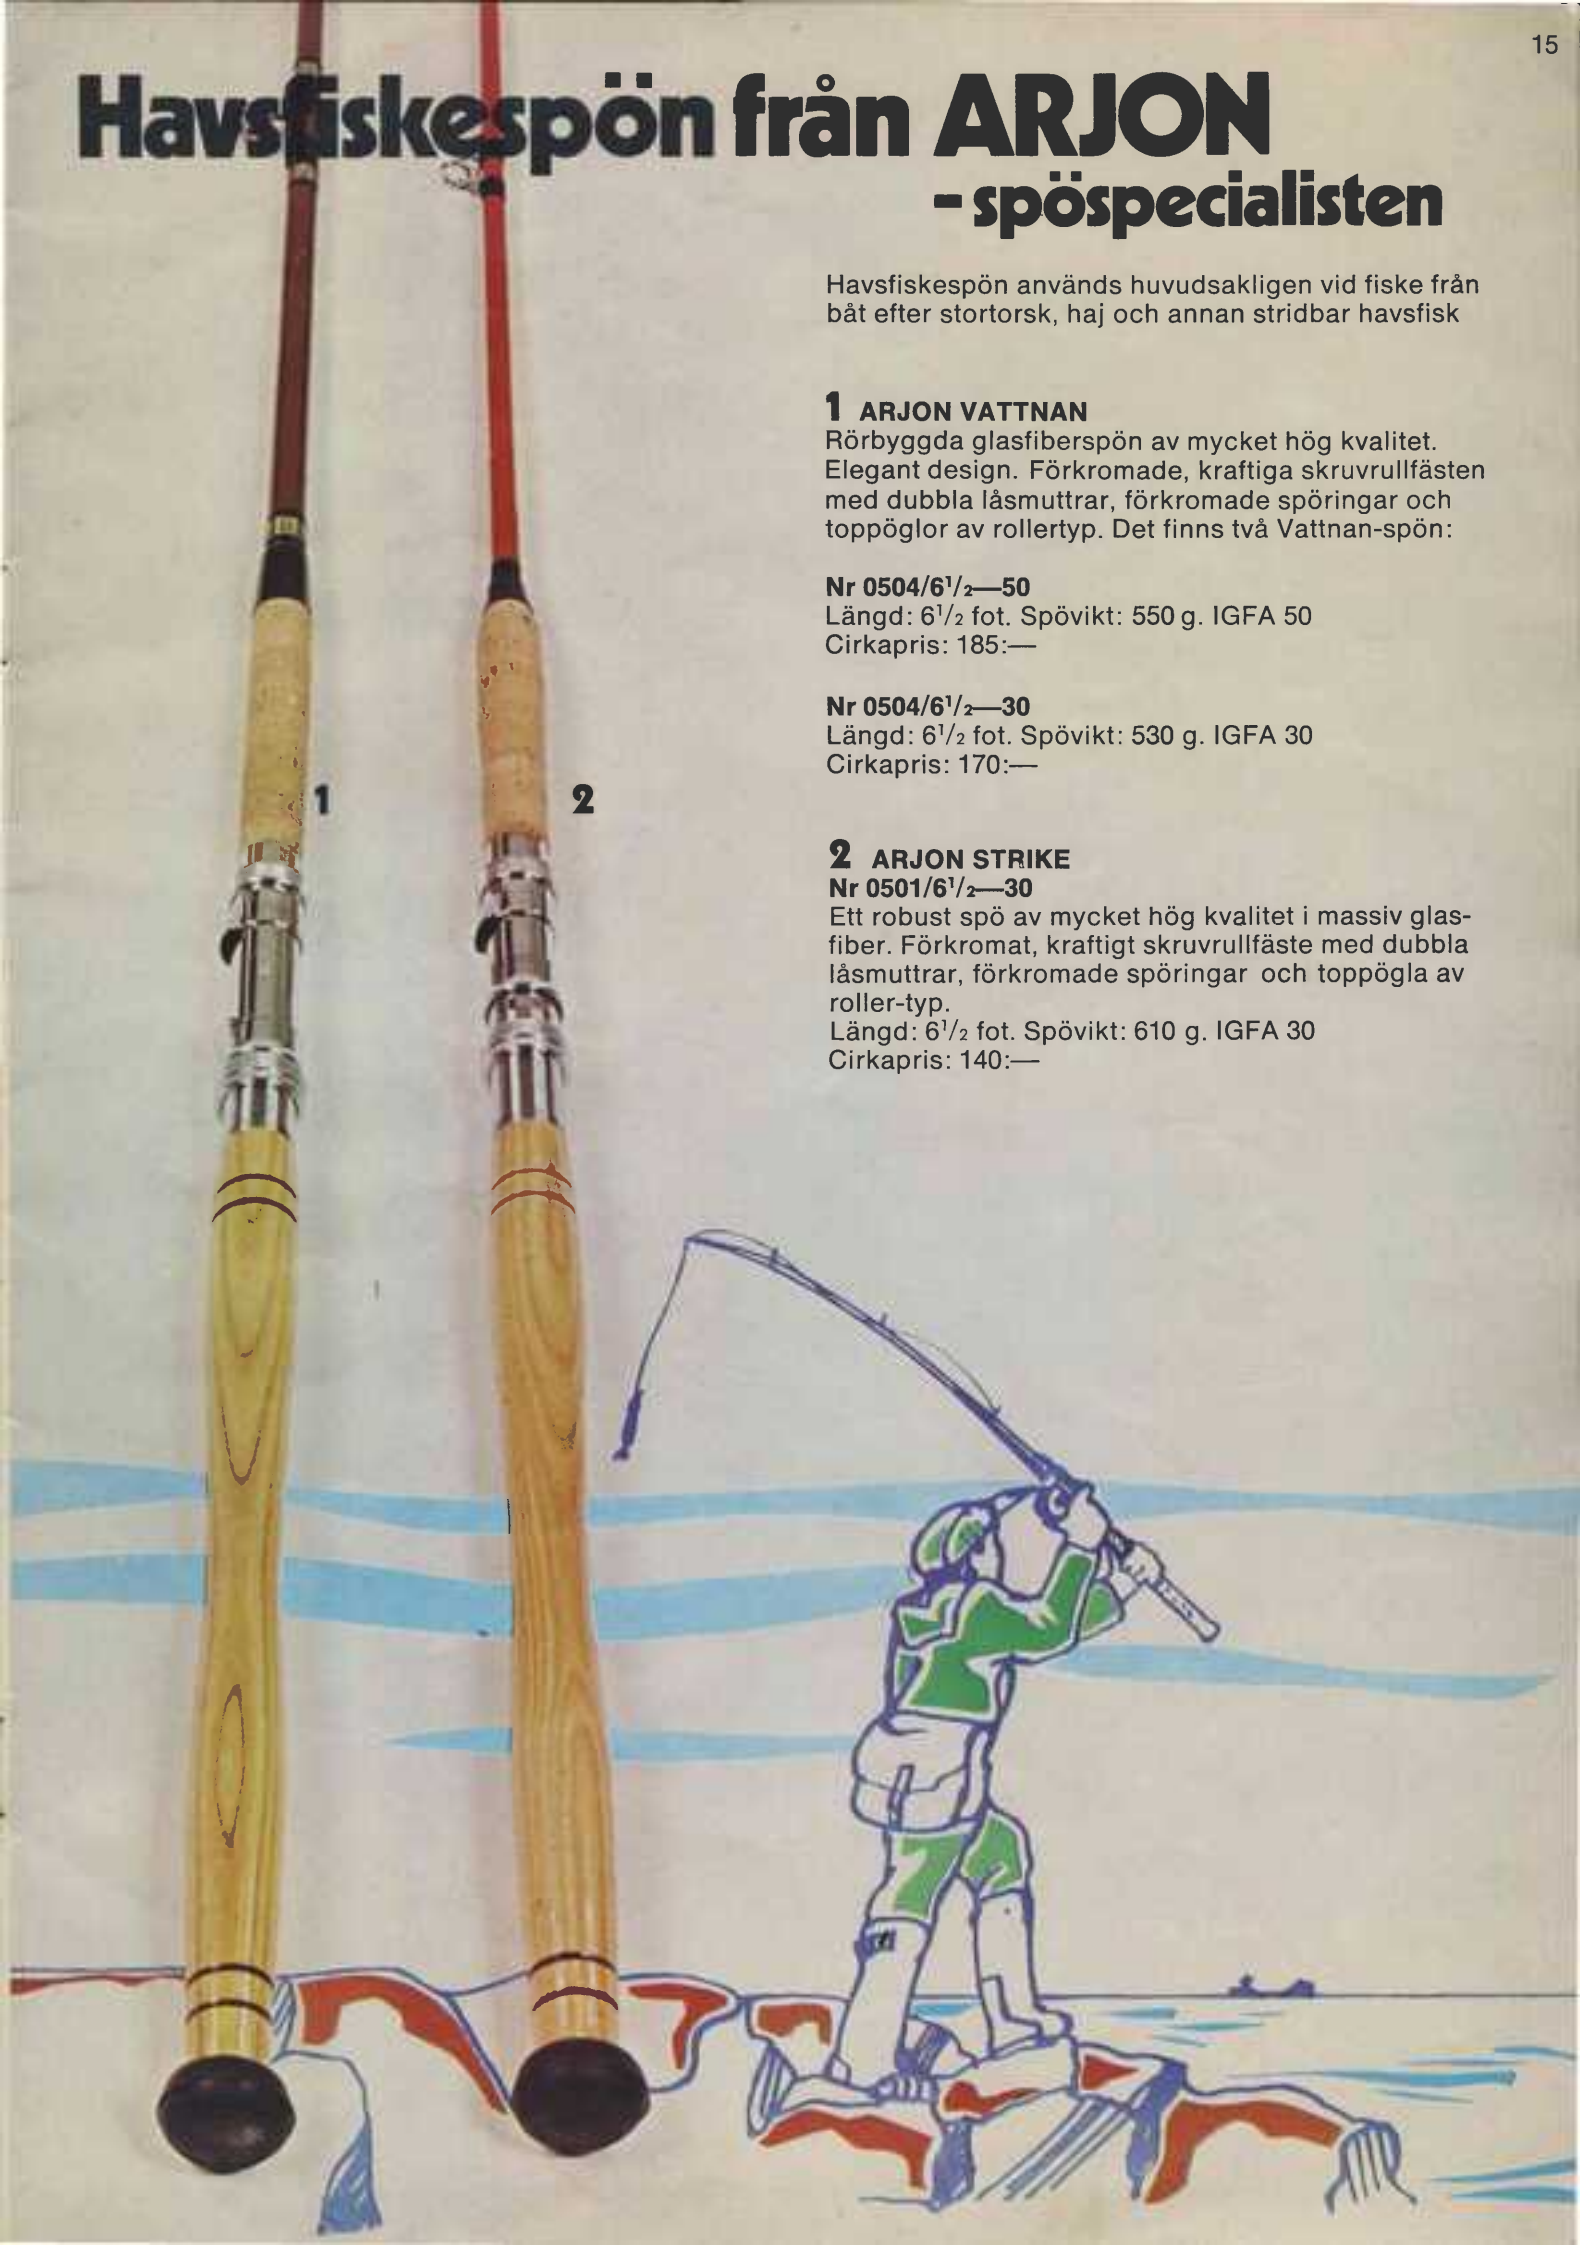 15
Havsfiskespön från ARJON
- spöspecialisten
Havsfiskespön används huvudsakligen vid fiske från
båt efter stortorsk, haj och annan stridbar havsfisk
1 ARJON VATTNAN
Rörbyggda glasfiberspön av mycket hög kvalitet.
Elegant design. Förkromade, kraftiga skruvrullfästen
med dubbla låsmuttrar, förkromade spöringar och
toppöglor av rollertyp. Det finns två Vattnan-spön:
Nr 0504/6¹/₂—50
Längd: 6¹/₂ fot. Spövikt: 550 g. IGFA 50
Cirkapris: 185:—
Nr 0504/6¹/₂—30
Längd: 6¹/₂ fot. Spövikt: 530 g. IGFA 30
Cirkapris: 170:—
1
2
2 ARJON STRIKE
Nr 0501/6¹/₂—30
Ett robust spö av mycket hög kvalitet i massiv glas-
fiber. Förkromat, kraftigt skruvrullfäste med dubbla
låsmuttrar, förkromade spöringar och toppögla av
roller-typ.
Längd: 6¹/₂ fot. Spövikt: 610 g. IGFA 30
Cirkapris: 140:—